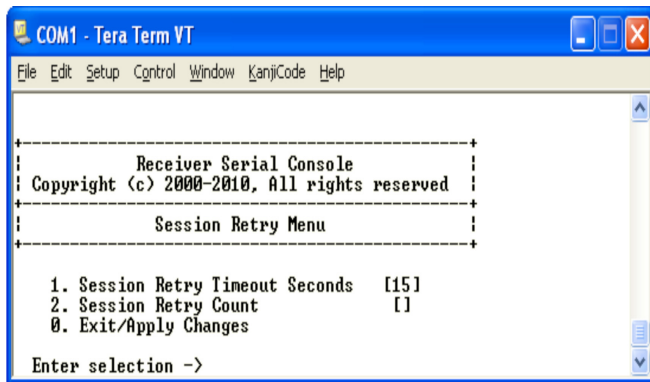 COM1 - Tera Term VT
File Edit Setup Control Window KanjiCode Help
Receiver Serial Console
Copyright (c) 2000-2010, All rights reserved
Session Retry Menu
1. Session Retry Timeout Seconds [15]
2. Session Retry Count []
0. Exit/Apply Changes
Enter selection ->